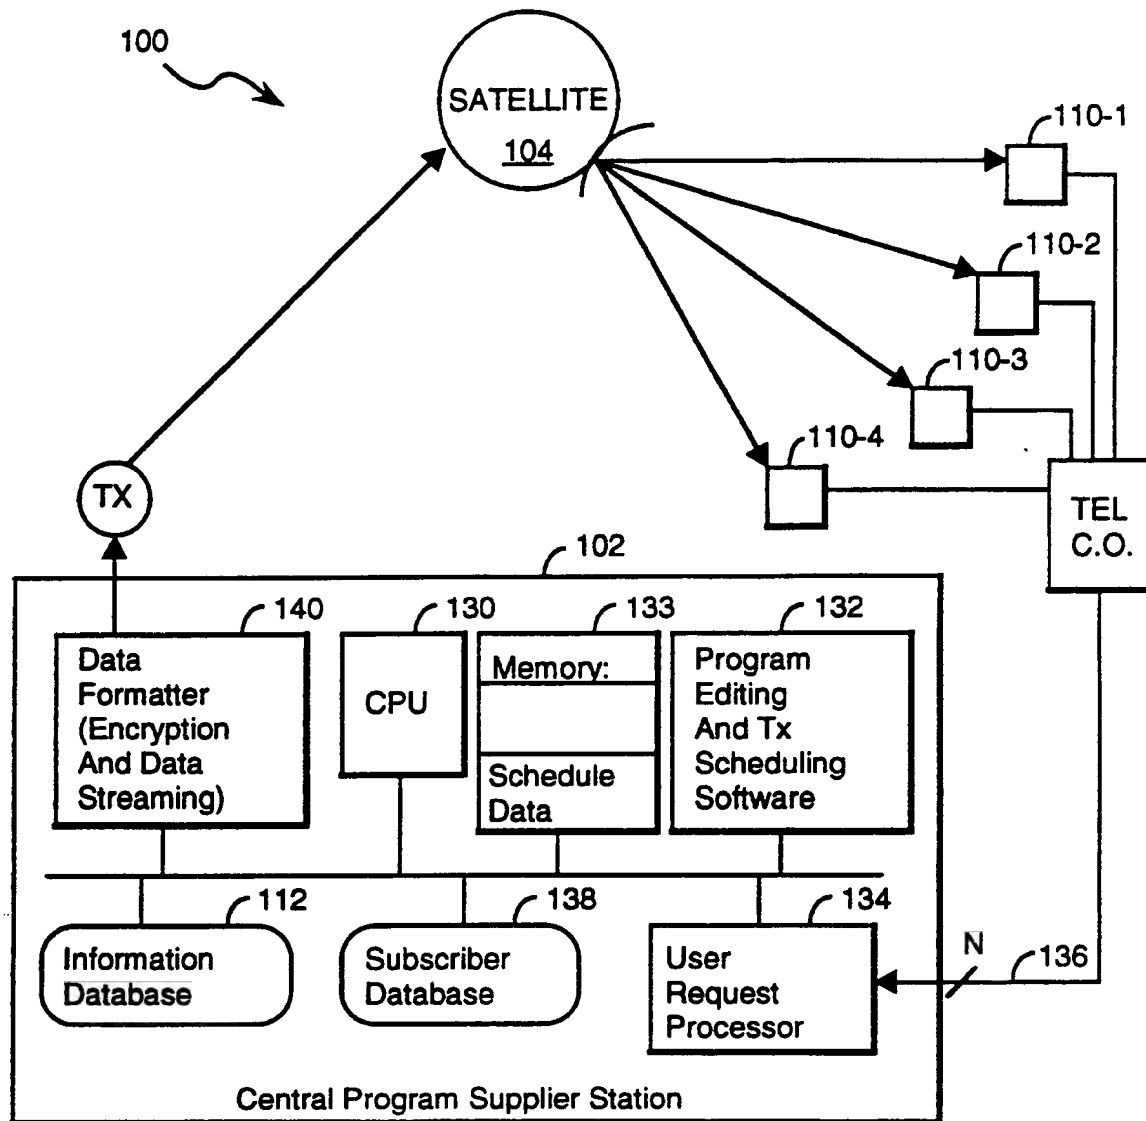 100
SATELLITE
104
110-1
110-2
110-3
110-4
TX
TEL
C.O.
102
140
130
133
132
Data
Formatter
(Encryption
And Data
Streaming)
CPU
Memory:
Schedule
Data
Program
Editing
And Tx
Scheduling
Software
112
138
134
Information
Database
Subscriber
Database
User
Request
Processor
N
136
Central Program Supplier Station